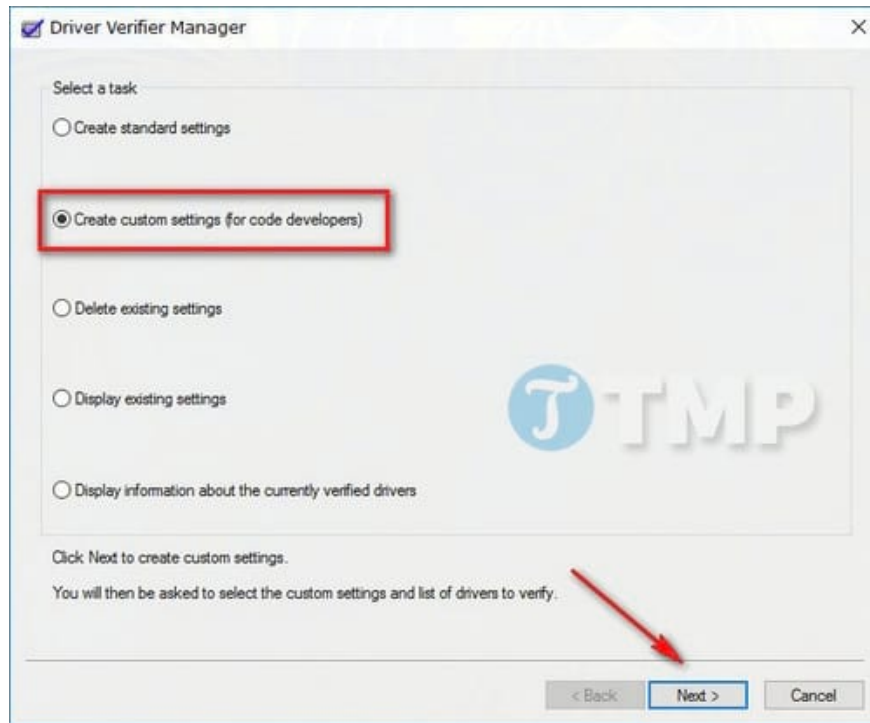 Driver Verifier Manager
Select a task
Create standard settings
Create custom settings (for code developers)
Delete existing settings
Display existing settings
TMP
Display information about the currently verified drivers
Click Next to create custom settings.
You will then be asked to select the custom settings and list of drivers to verify.
< Back Next > Cancel